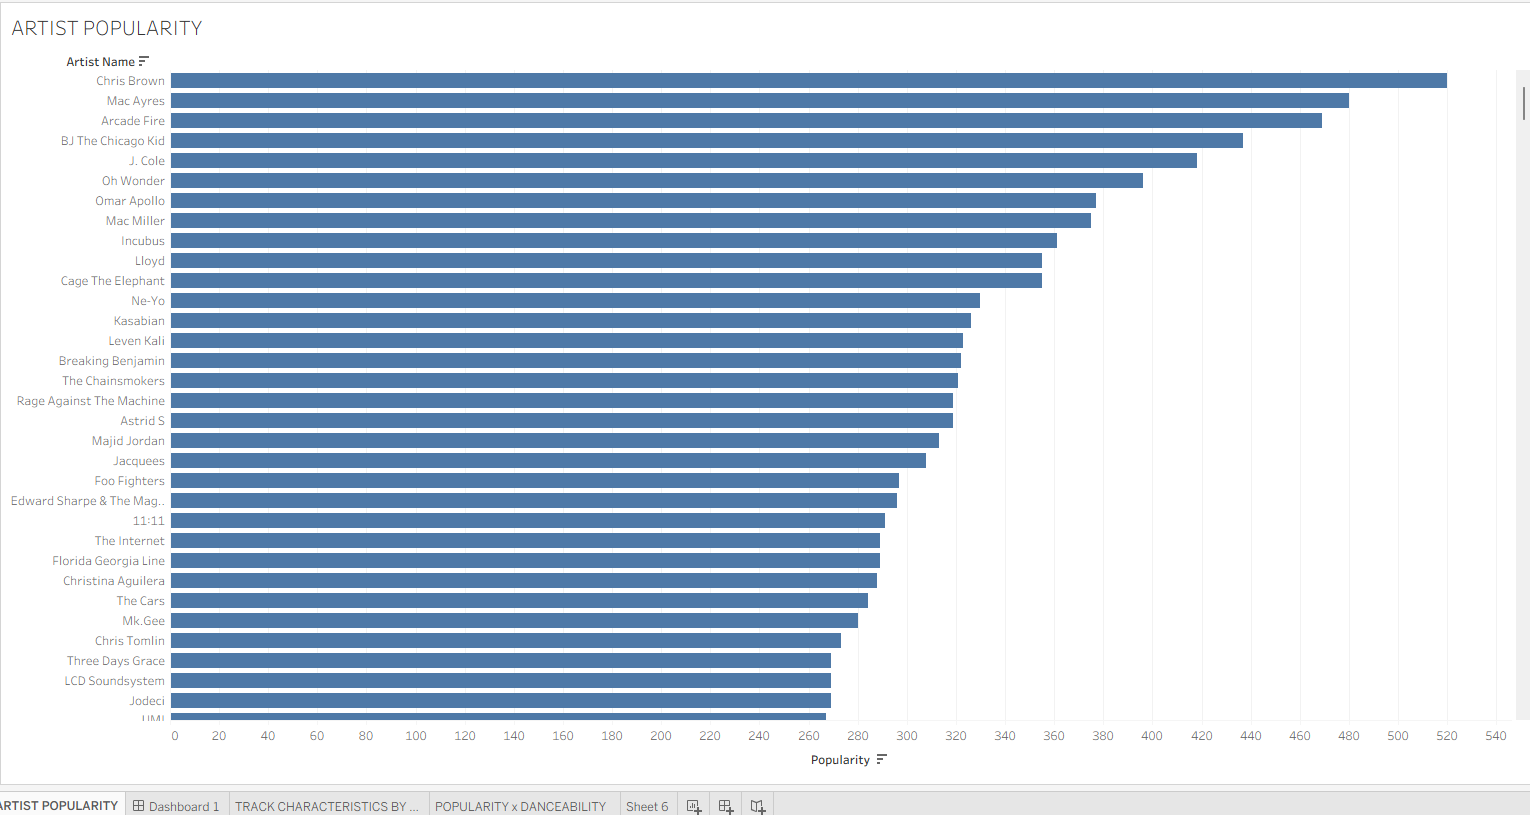 ARTIST POPULARITY
Artist Name
Chris Brown
Mac Ayres
Arcade Fire
BJ The Chicago Kid
J. Cole
Oh Wonder
Omar Apollo
Mac Miller
Incubus
Lloyd
Cage The Elephant
Ne-Yo
Kasabian
Leven Kali
Breaking Benjamin
The Chainsmokers
Rage Against The Machine
Astrid S
Majid Jordan
Jacquees
Foo Fighters
Edward Sharpe & The Mag..
11:11
The Internet
Florida Georgia Line
Christina Aguilera
The Cars
Mk.Gee
Chris Tomlin
Three Days Grace
LCD Soundsystem
Jodeci
UMI
0 20 40 60 80 100 120 140 160 180 200 220 240 260 280 300 320 340 360 380 400 420 440 460 480 500 520 540
Popularity
ARTIST POPULARITY Dashboard 1 TRACK CHARACTERISTICS BY ... POPULARITY x DANCEABILITY Sheet 6